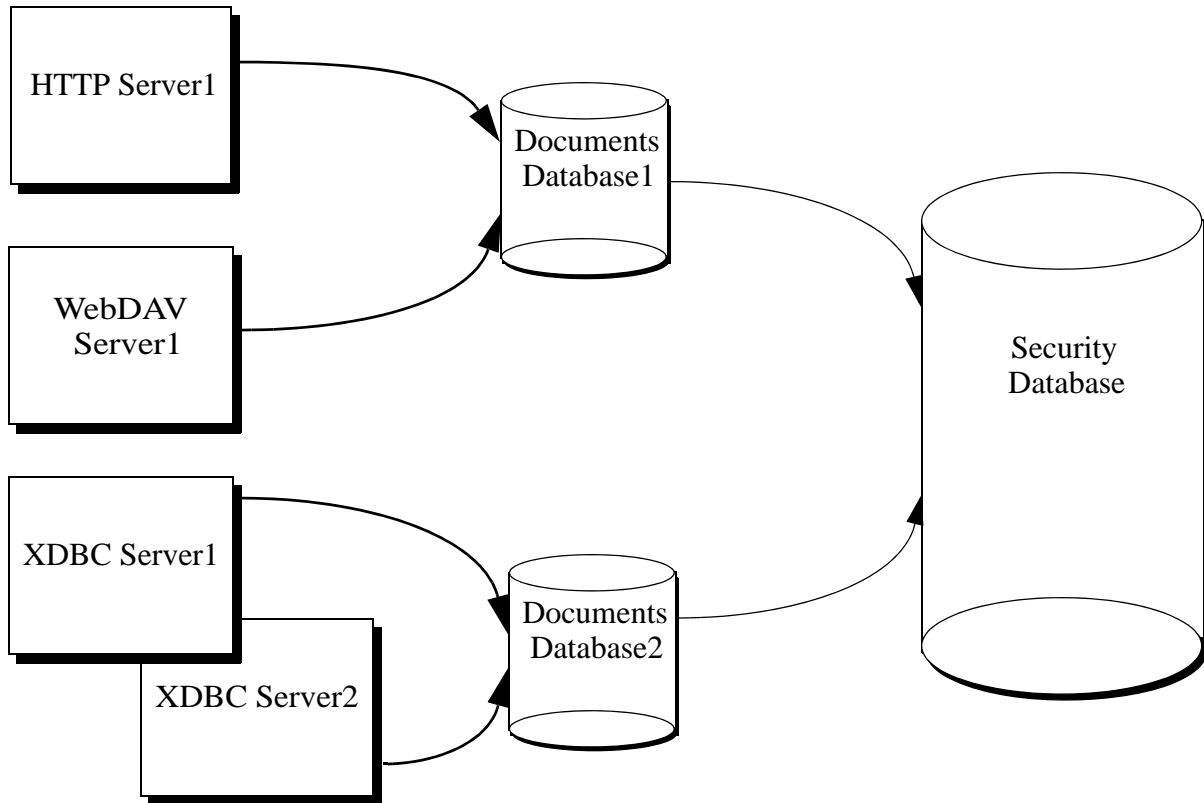 HTTP Server1
Documents
Database1
WebDAV
Server1
Security
Database
XDBC Server1
Documents
Database2
XDBC Server2